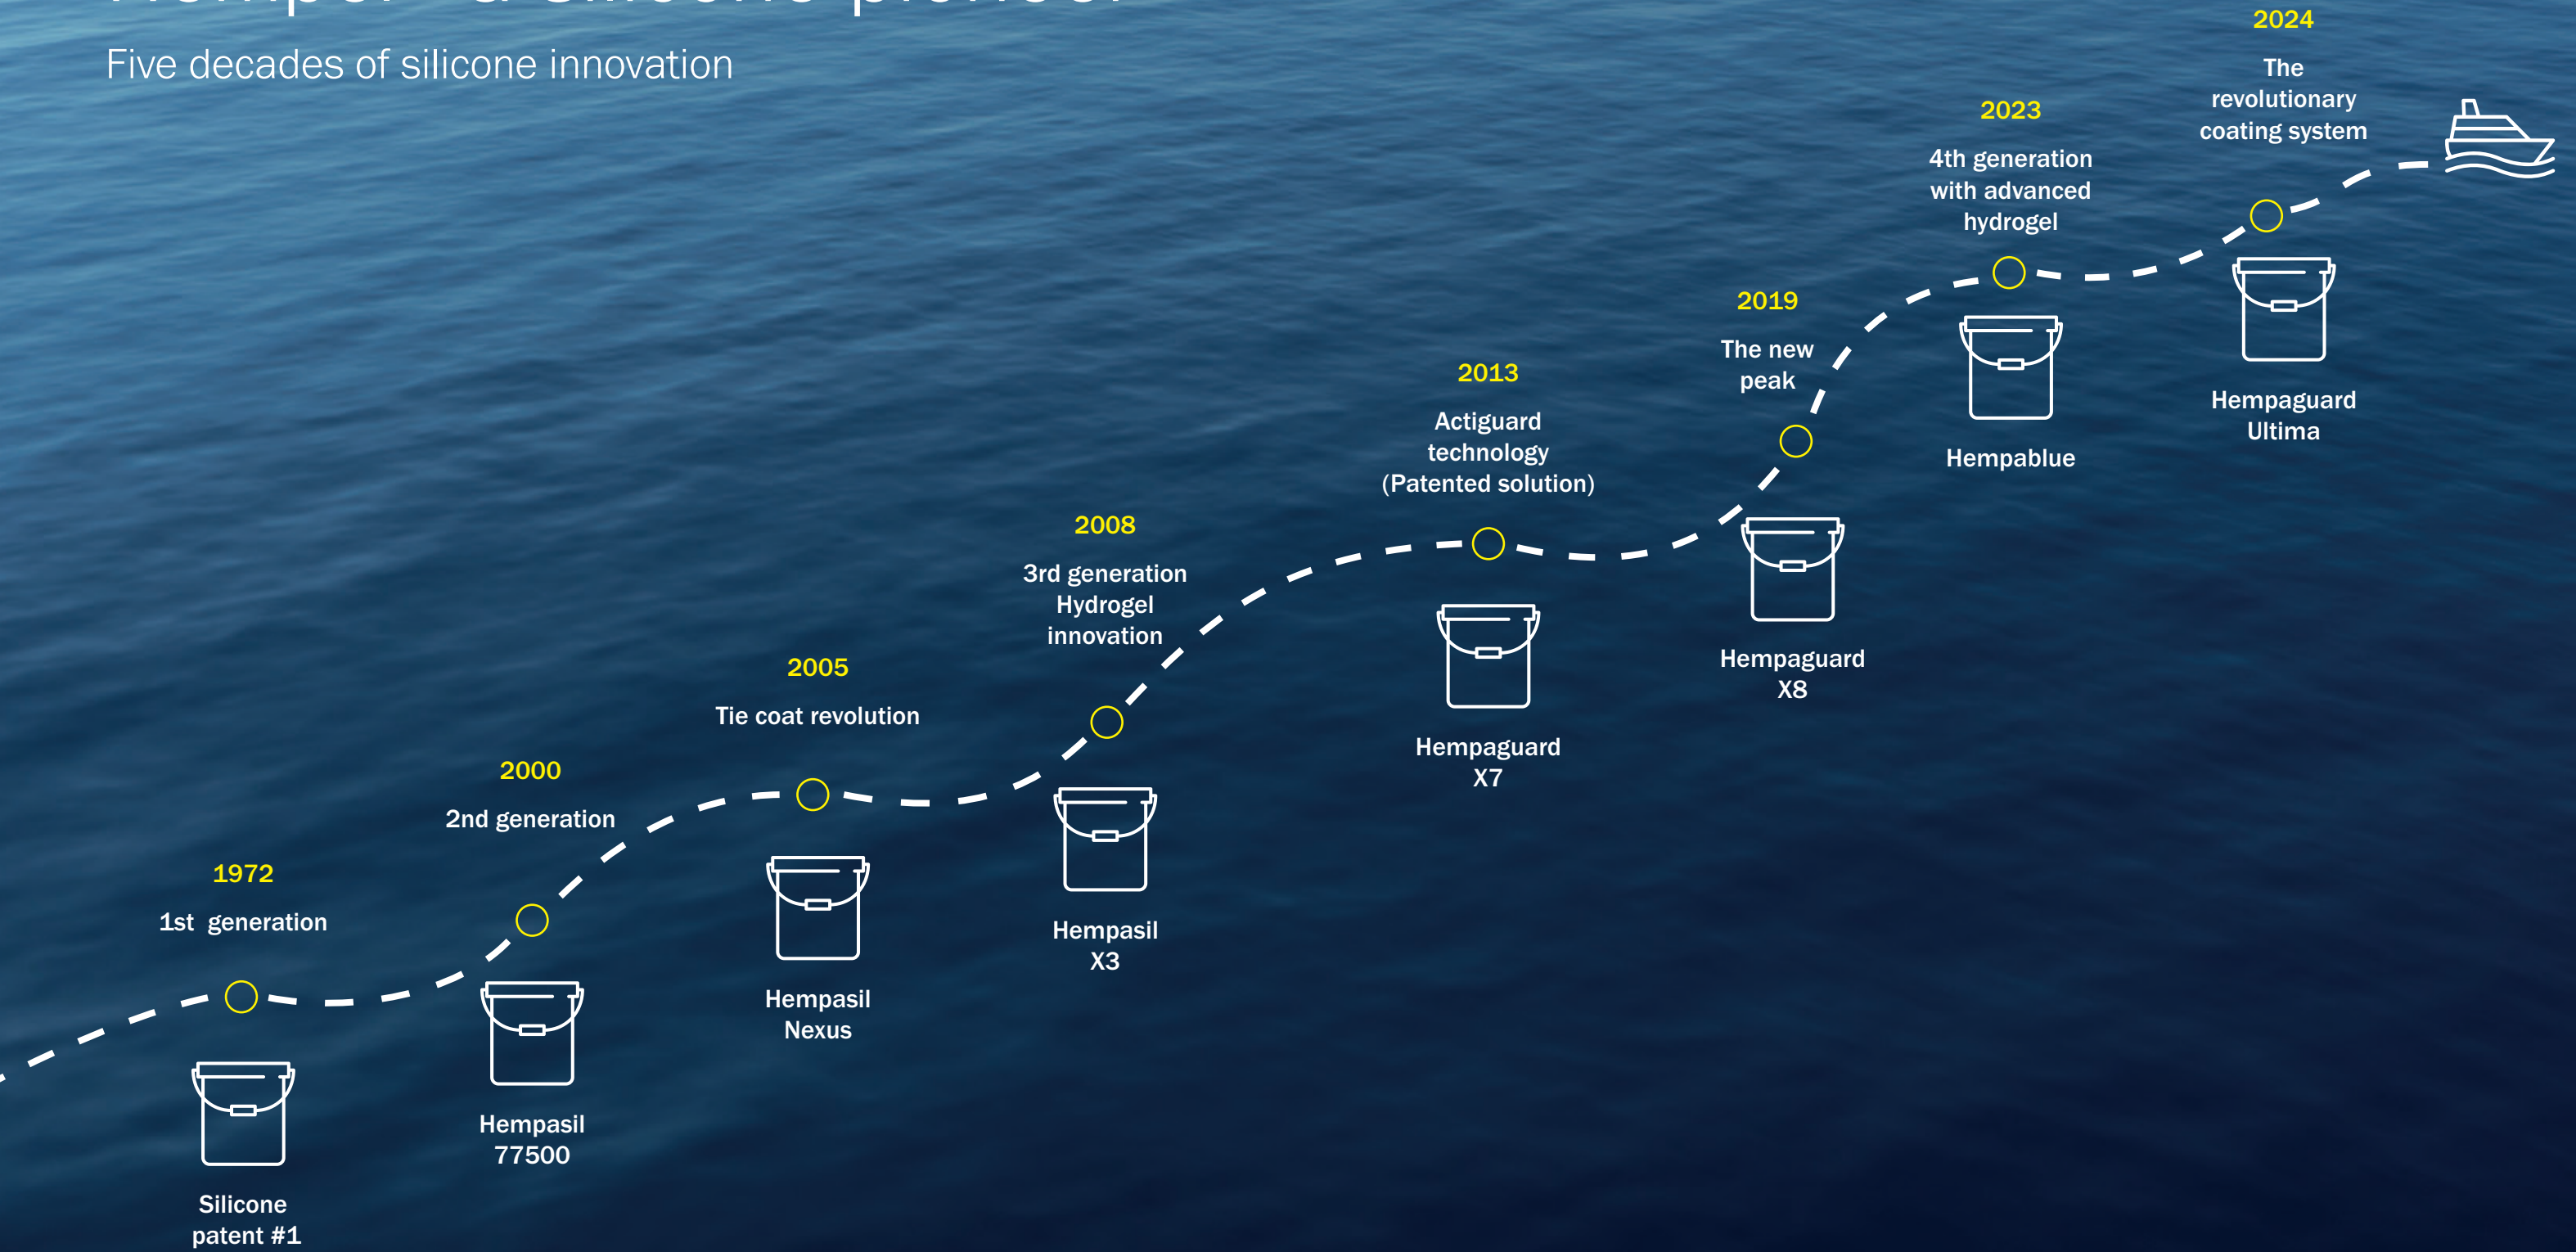 Five decades of silicone innovation
1972
1st  generation
Silicone
patent #1
2000
2nd generation
Hempasil
77500
2005
Tie coat revolution
Hempasil
Nexus
2008
3rd generation
Hydrogel
innovation
Hempasil
X3
2013
Actiguard
technology
(Patented solution)
Hempaguard
X7
2019
The new
peak
Hempaguard
X8
2023
4th generation
with advanced
hydrogel
Hempablue
2024
The
revolutionary
coating system
Hempaguard
Ultima